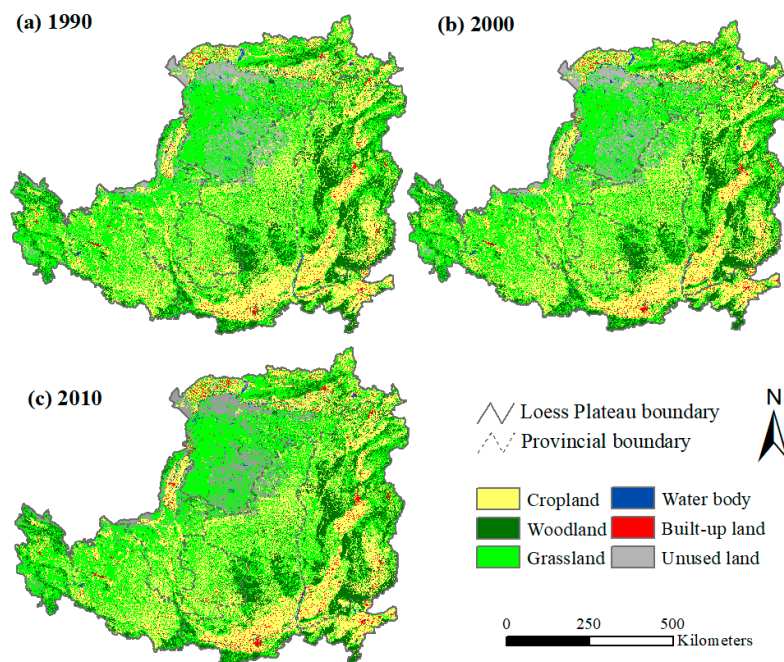 (a) 1990
(b) 2000
(c) 2010
N
Loess Plateau boundary
Provincial boundary
Cropland
Water body
Woodland
Built-up land
Grassland
Unused land
0 250 500
Kilometers